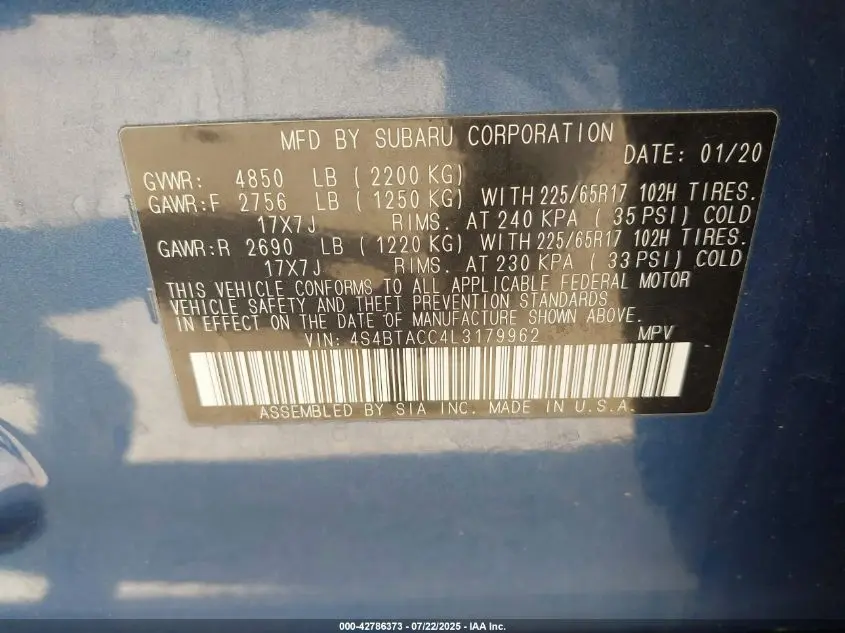 MFD BY SUBARU CORPORATION
DATE: 01/20
GVWR: 4850 LB (2200 KG)
GAWR:F 2756 LB (1250 KG) WITH 225/65R17 102H TIRES.
17X7J RIMS. AT 240 KPA (35 PSI) COLD
GAWR:R 2690 LB (1220 KG) WITH 225/65R17 102H TIRES.
17X7J RIMS. AT 230 KPA (33 PSI) COLD
THIS VEHICLE CONFORMS TO ALL APPLICABLE FEDERAL MOTOR
VEHICLE SAFETY AND THEFT PREVENTION STANDARDS
IN EFFECT ON THE DATE OF MANUFACTURE SHOWN ABOVE.
VIN: 4S4BTACC4L3179962 MPV
ASSEMBLED BY SIA INC. MADE IN U.S.A.
000-42786373 - 07/22/2025 - IAA Inc.